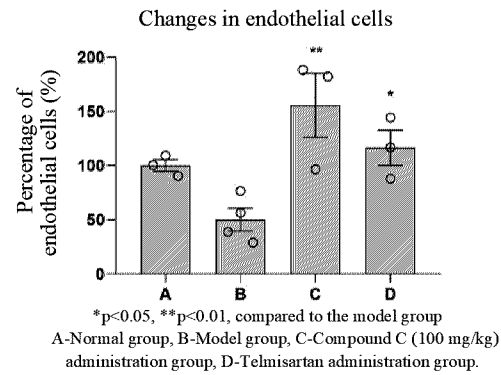 Changes in endothelial cells
Percentage of
endothelial cells (%)
200
150
100
50
0
**
*
A B C D
*p<0.05, **p<0.01, compared to the model group
A-Normal group, B-Model group, C-Compound C (100 mg/kg)
administration group, D-Telmisartan administration group.